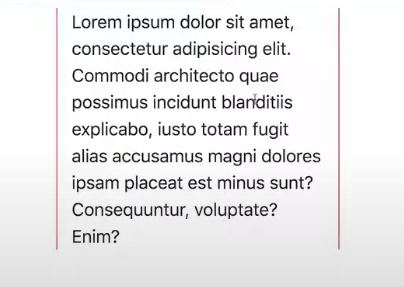 Lorem ipsum dolor sit amet,
consectetur adipisicing elit.
Commodi architecto quae
possimus incidunt blanditiis
explicabo, iusto totam fugit
alias accusamus magni dolores
ipsam placeat est minus sunt?
Consequuntur, voluptate?
Enim?